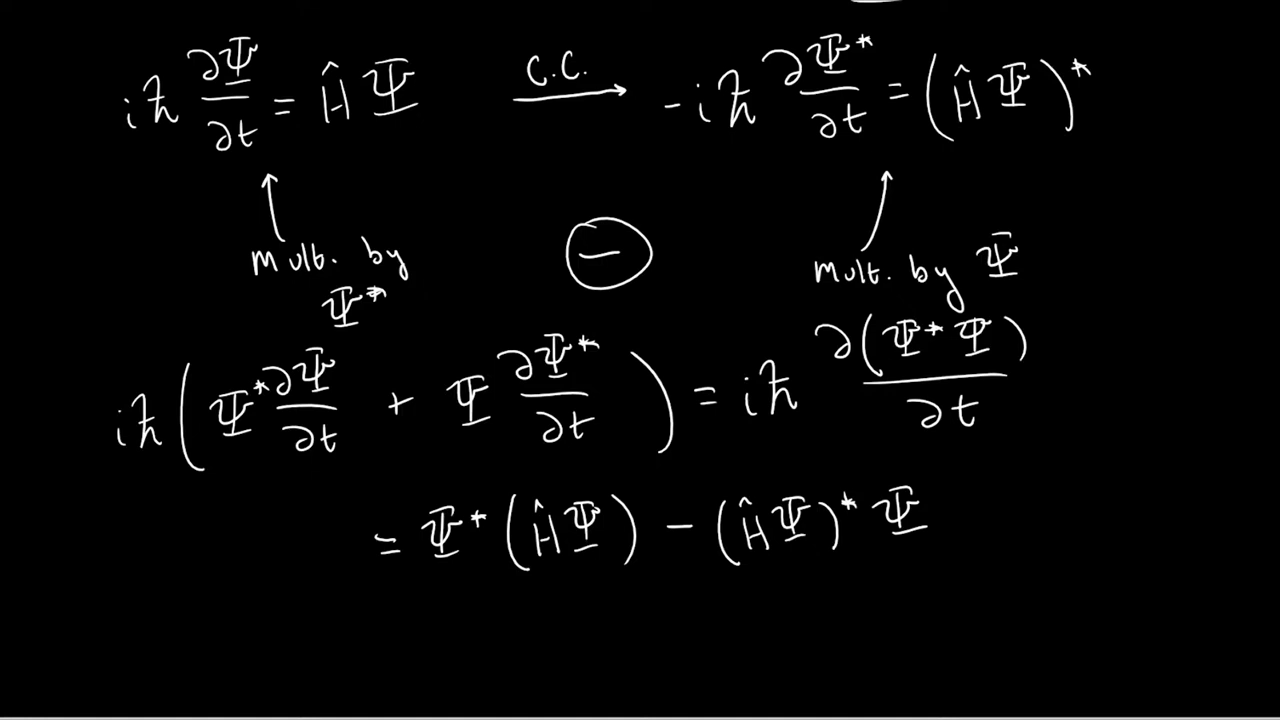 iħ ∂Ψ/∂t = ĤΨ C.C. → -iħ ∂Ψ*/∂t = (ĤΨ)*
mult. by Ψ* (−) mult. by Ψ
iħ (Ψ* ∂Ψ/∂t + Ψ ∂Ψ*/∂t) = iħ ∂(Ψ*Ψ)/∂t
= Ψ* (ĤΨ) − (ĤΨ)* Ψ